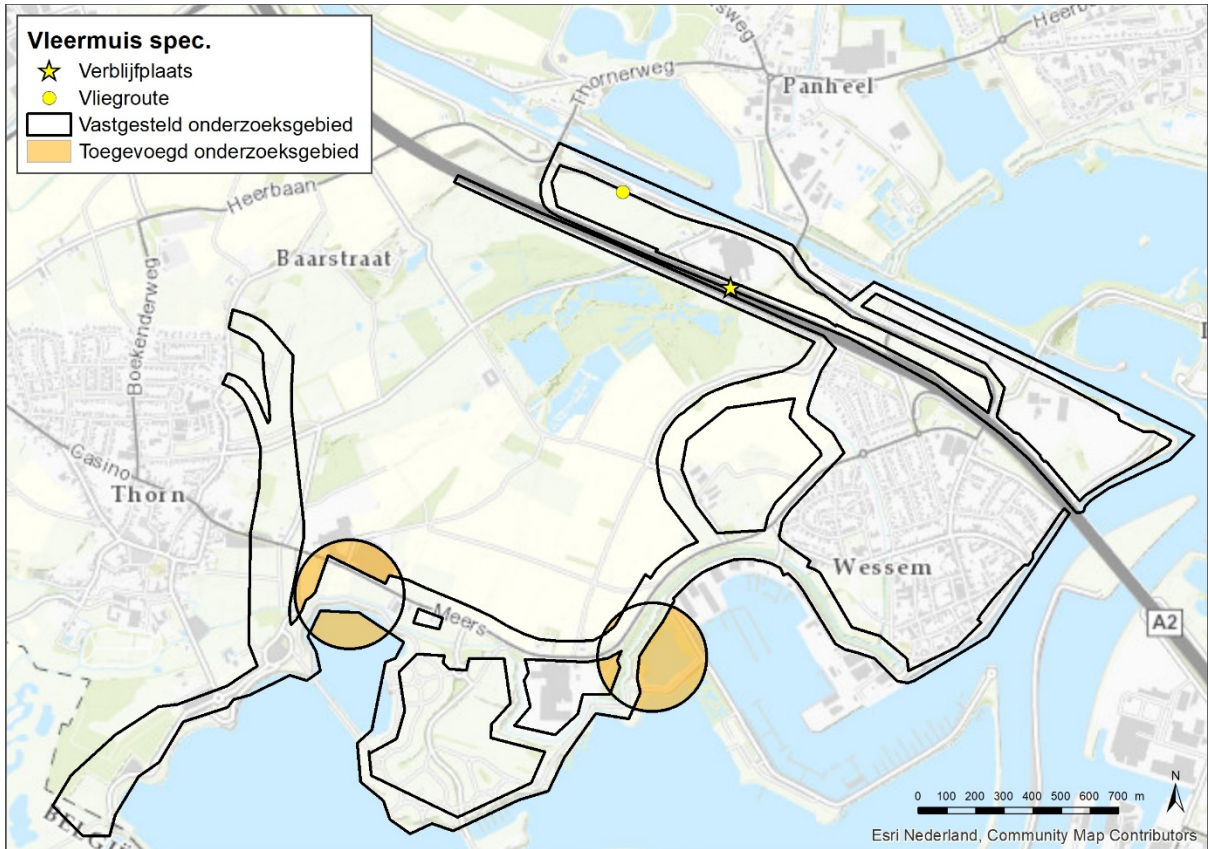 Vleermuis spec.
Verblijfplaats
Vliegroute
Vastgesteld onderzoeksgebied
Toegevoegd onderzoeksgebied
Thornerweg
Heerbaan
Panheel
Heerbaan
Baarstraat
Boekenderweg
Casino
Thorn
Meers
Wessem
A2
0 100 200 300 400 500 600 700 m
N
Esri Nederland, Community Map Contributors